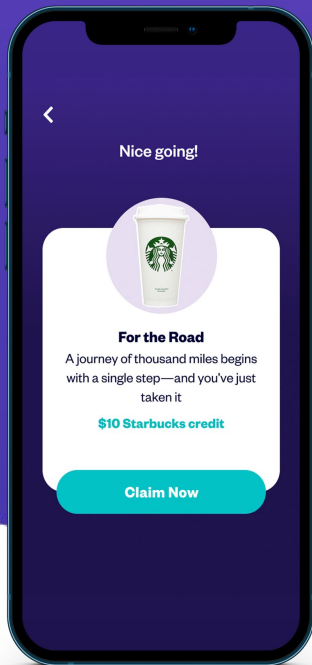 Nice going!
For the Road
A journey of thousand miles begins
with a single step—and you've just
taken it
$10 Starbucks credit
Claim Now